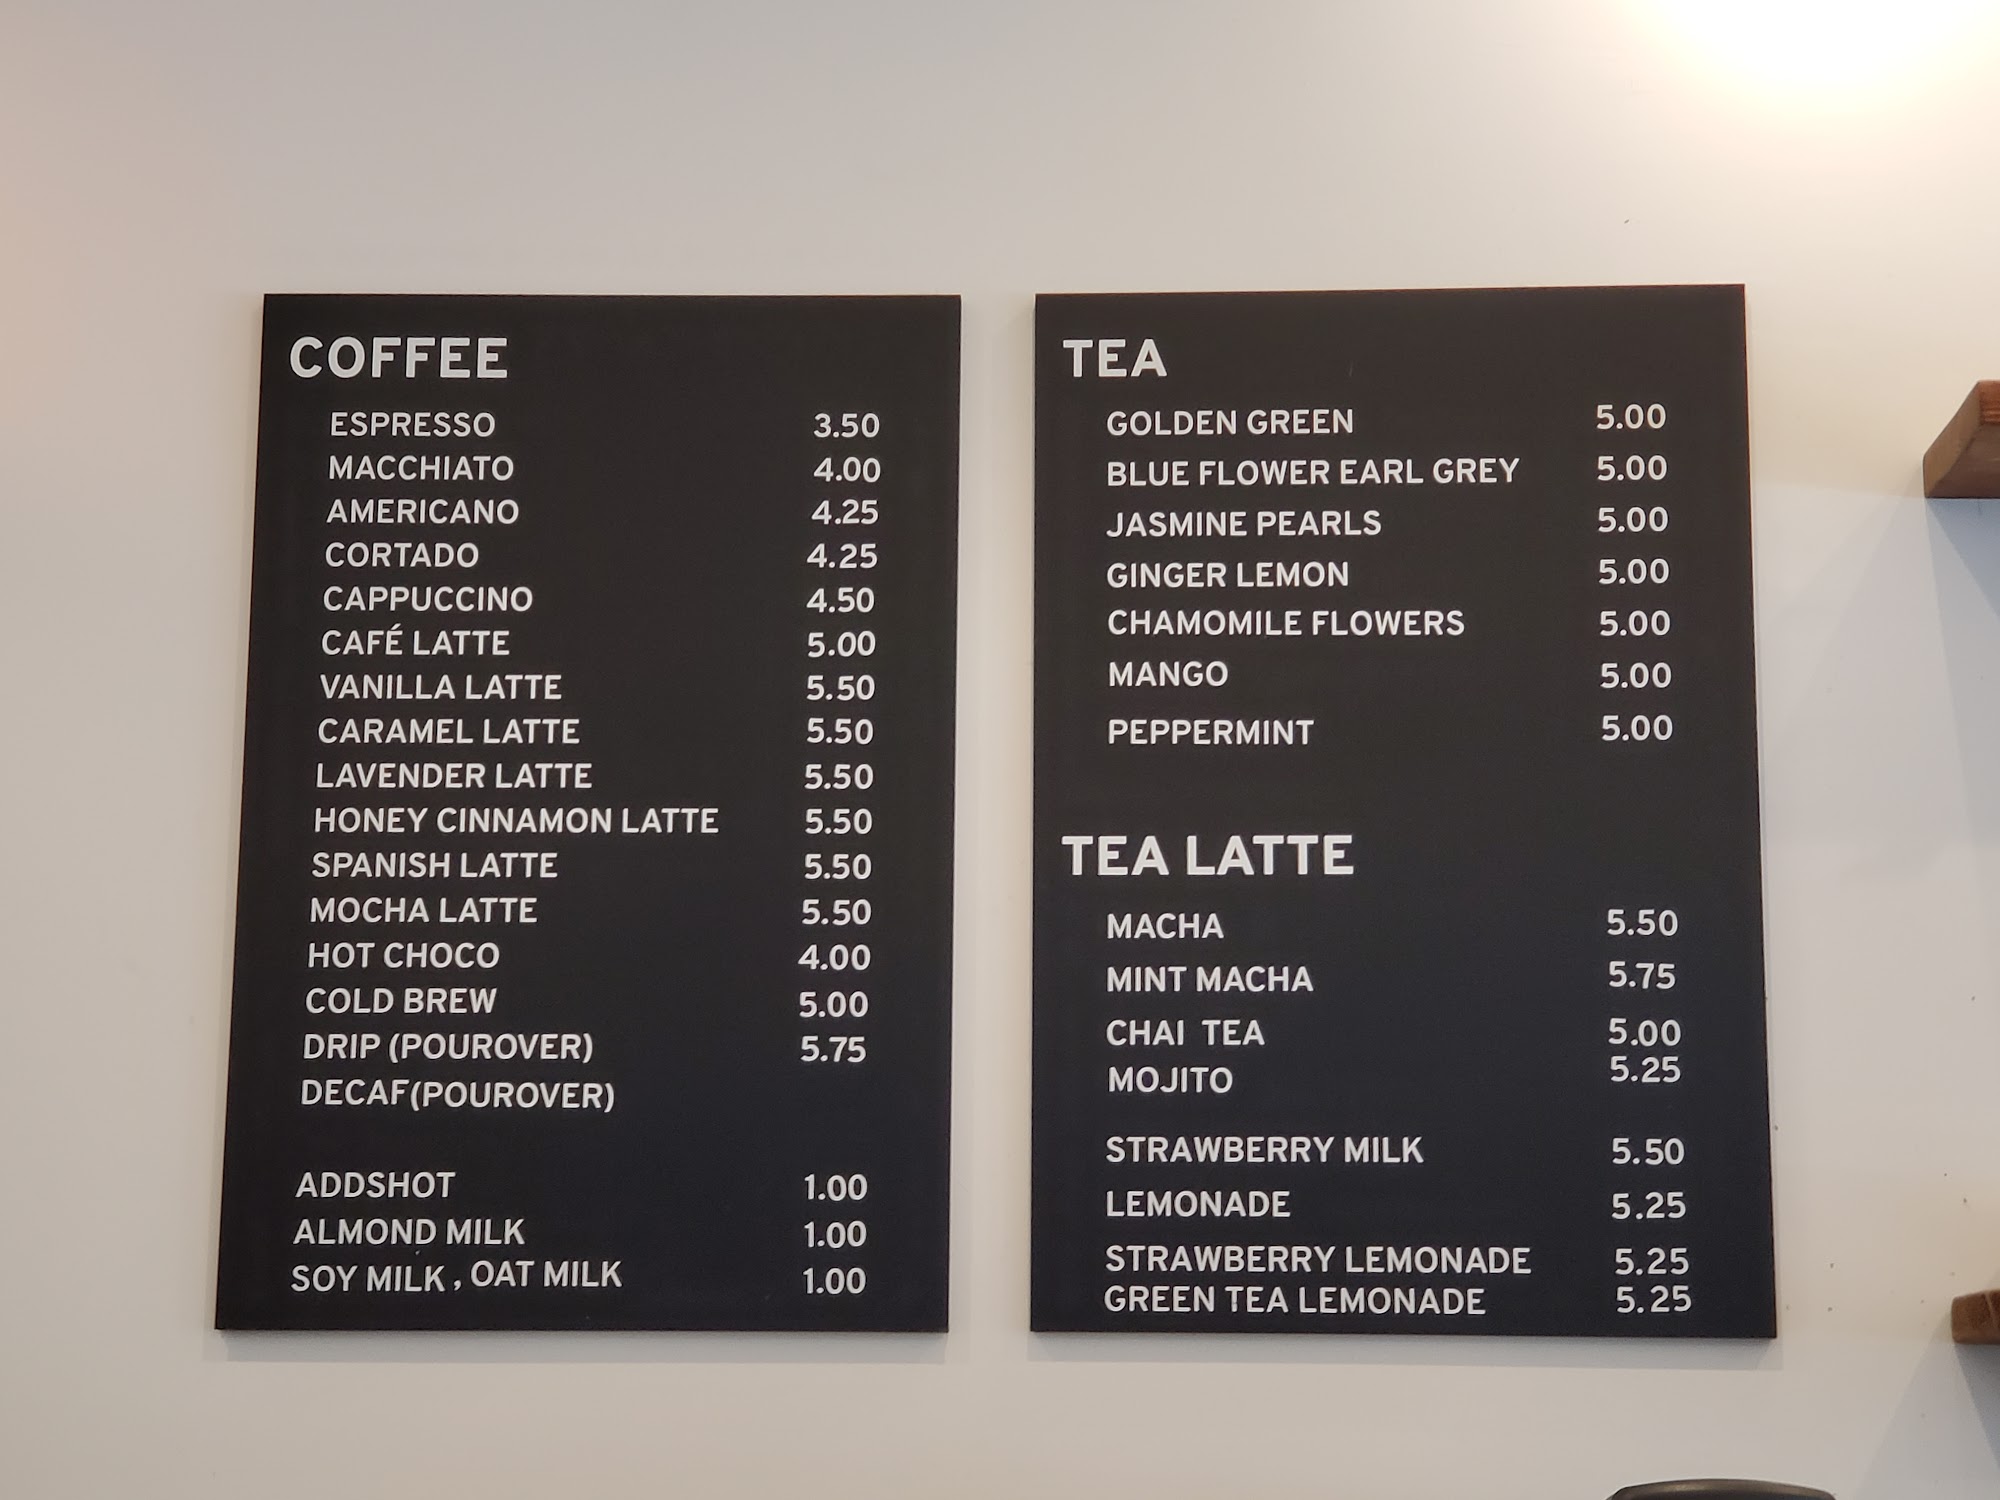 COFFEE
ESPRESSO 3.50
MACCHIATO 4.00
AMERICANO 4.25
CORTADO 4.25
CAPPUCCINO 4.50
CAFÉ LATTE 5.00
VANILLA LATTE 5.50
CARAMEL LATTE 5.50
LAVENDER LATTE 5.50
HONEY CINNAMON LATTE 5.50
SPANISH LATTE 5.50
MOCHA LATTE 5.50
HOT CHOCO 4.00
COLD BREW 5.00
DRIP (POUROVER) 5.75
DECAF(POUROVER)
ADDSHOT 1.00
ALMOND MILK 1.00
SOY MILK , OAT MILK 1.00
TEA
GOLDEN GREEN 5.00
BLUE FLOWER EARL GREY 5.00
JASMINE PEARLS 5.00
GINGER LEMON 5.00
CHAMOMILE FLOWERS 5.00
MANGO 5.00
PEPPERMINT 5.00
TEA LATTE
MACHA 5.50
MINT MACHA 5.75
CHAI TEA 5.00
MOJITO 5.25
STRAWBERRY MILK 5.50
LEMONADE 5.25
STRAWBERRY LEMONADE 5.25
GREEN TEA LEMONADE 5.25